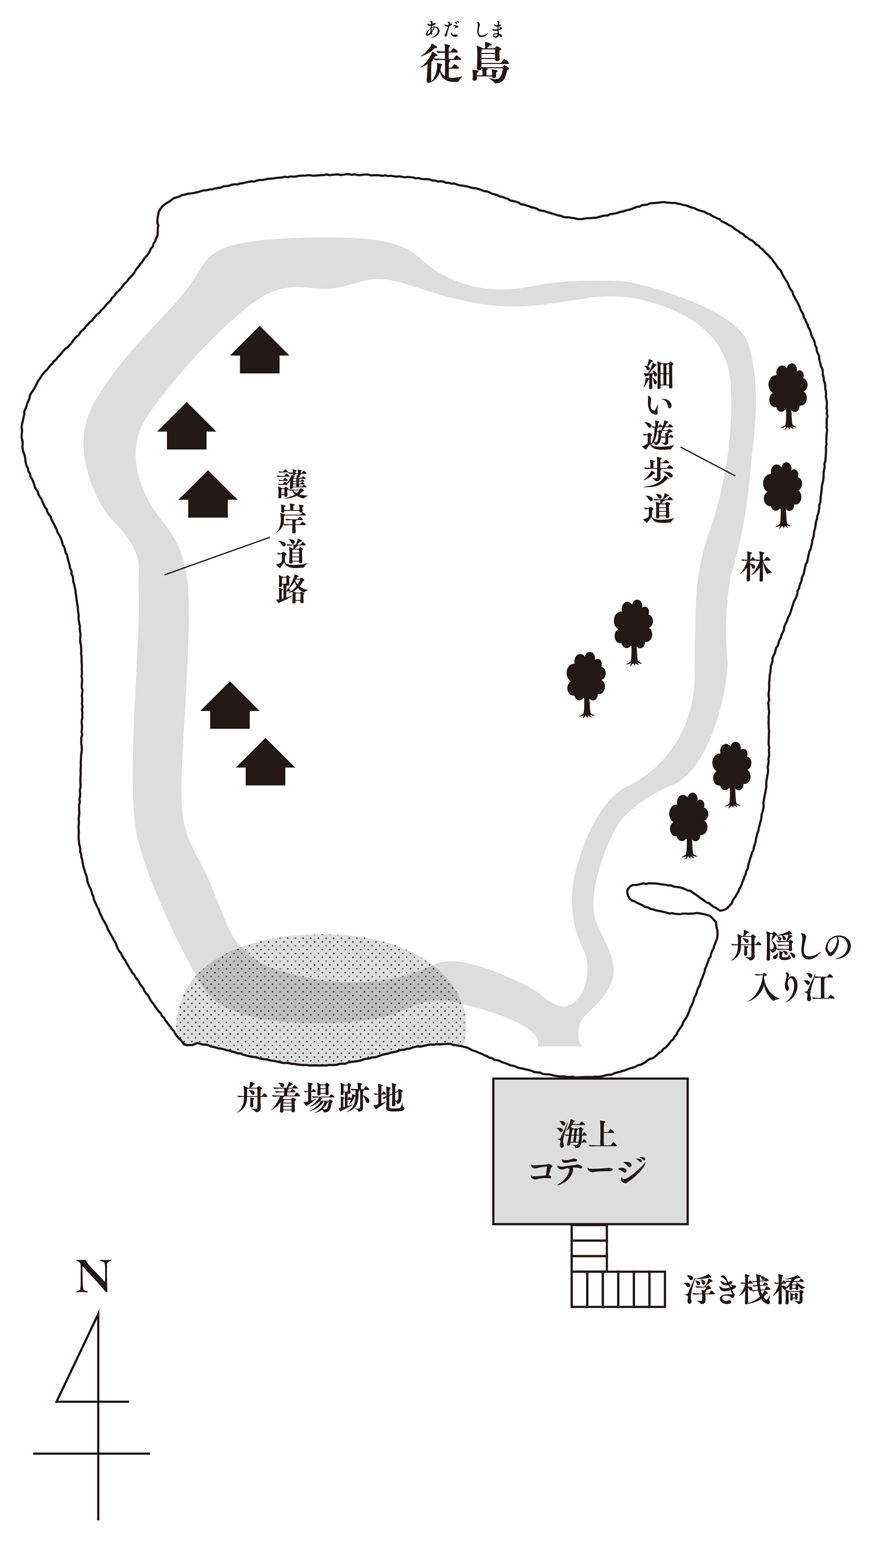 あだ しま
徒島
細い遊歩道
護岸道路
林
舟隠しの
入り江
舟着場跡地
海上
コテージ
浮き桟橋
N